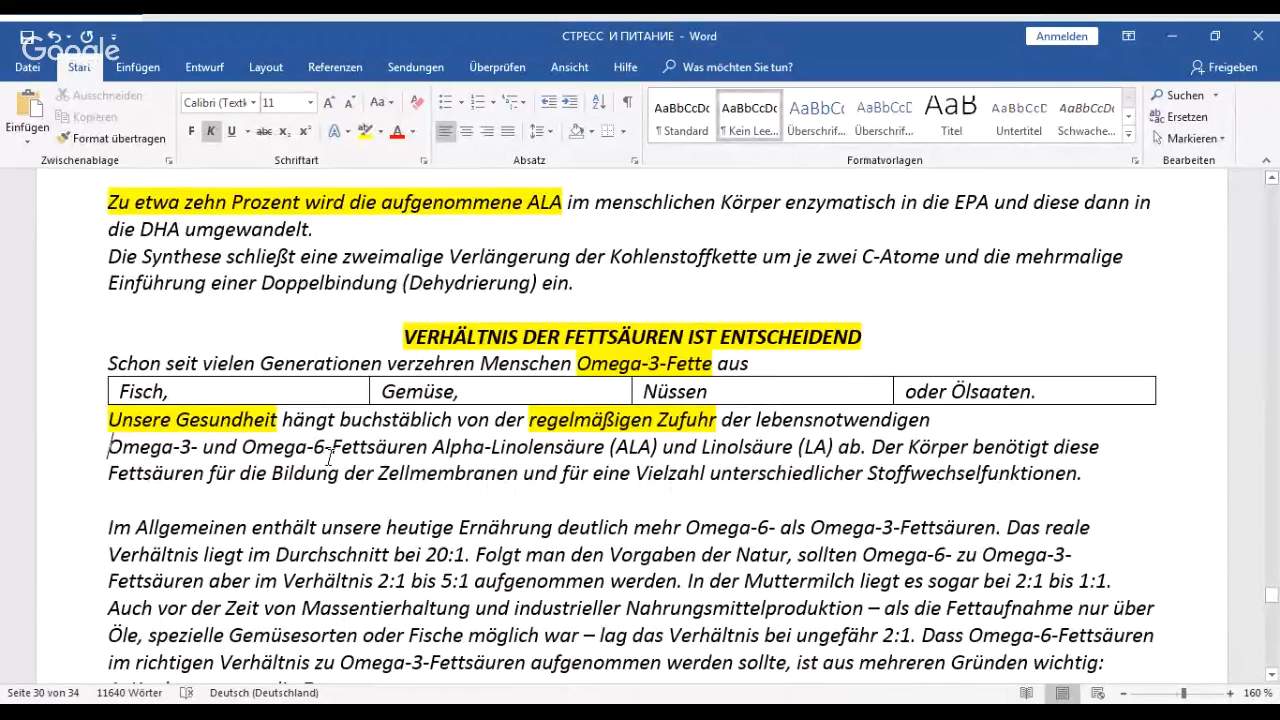 Google
СТРЕСС И ПИТАНИЕ - Word
Anmelden
Datei Start Einfügen Entwurf Layout Referenzen Sendungen Überprüfen Ansicht Hilfe Was möchten Sie tun? Freigeben
Einfügen
Ausschneiden
Kopieren
Format übertragen
Zwischenablage
Calibri (Textk 11
F K U abc x₂ x²
Schriftart
Absatz
AaBbCcDc AaBbCcDc AaBbCc AaBbCcD AaB AaBbCcD AaBbCcDc
¶ Standard ¶ Kein Lee... Überschrif... Überschrif... Titel Untertitel Schwache...
Formatvorlagen
Suchen
Ersetzen
Markieren
Bearbeiten
Zu etwa zehn Prozent wird die aufgenommene ALA im menschlichen Körper enzymatisch in die EPA und diese dann in
die DHA umgewandelt.
Die Synthese schließt eine zweimalige Verlängerung der Kohlenstoffkette um je zwei C-Atome und die mehrmalige
Einführung einer Doppelbindung (Dehydrierung) ein.
VERHÄLTNIS DER FETTSÄUREN IST ENTSCHEIDEND
Schon seit vielen Generationen verzehren Menschen Omega-3-Fette aus
Fisch, Gemüse, Nüssen oder Ölsaaten.
Unsere Gesundheit hängt buchstäblich von der regelmäßigen Zufuhr der lebensnotwendigen
Omega-3- und Omega-6-Fettsäuren Alpha-Linolensäure (ALA) und Linolsäure (LA) ab. Der Körper benötigt diese
Fettsäuren für die Bildung der Zellmembranen und für eine Vielzahl unterschiedlicher Stoffwechselfunktionen.
Im Allgemeinen enthält unsere heutige Ernährung deutlich mehr Omega-6- als Omega-3-Fettsäuren. Das reale
Verhältnis liegt im Durchschnitt bei 20:1. Folgt man den Vorgaben der Natur, sollten Omega-6- zu Omega-3-
Fettsäuren aber im Verhältnis 2:1 bis 5:1 aufgenommen werden. In der Muttermilch liegt es sogar bei 2:1 bis 1:1.
Auch vor der Zeit von Massentierhaltung und industrieller Nahrungsmittelproduktion – als die Fettaufnahme nur über
Öle, spezielle Gemüsesorten oder Fische möglich war – lag das Verhältnis bei ungefähr 2:1. Dass Omega-6-Fettsäuren
im richtigen Verhältnis zu Omega-3-Fettsäuren aufgenommen werden sollte, ist aus mehreren Gründen wichtig:
Seite 30 von 34 11640 Wörter Deutsch (Deutschland) 160 %